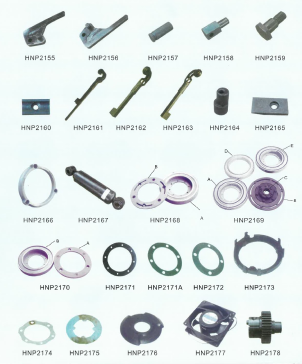 HNP2155 HNP2156 HNP2157 HNP2158 HNP2159
HNP2160 HNP2161 HNP2162 HNP2163 HNP2164 HNP2165
D E
B A C
A B
HNP2166 HNP2167 HNP2168 HNP2169
B A
HNP2170 HNP2171 HNP2171A HNP2172 HNP2173
HNP2174 HNP2175 HNP2176 HNP2177 HNP2178